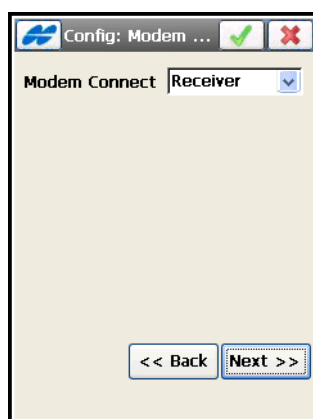 Config: Modem ...
Modem Connect Receiver
<< Back Next >>